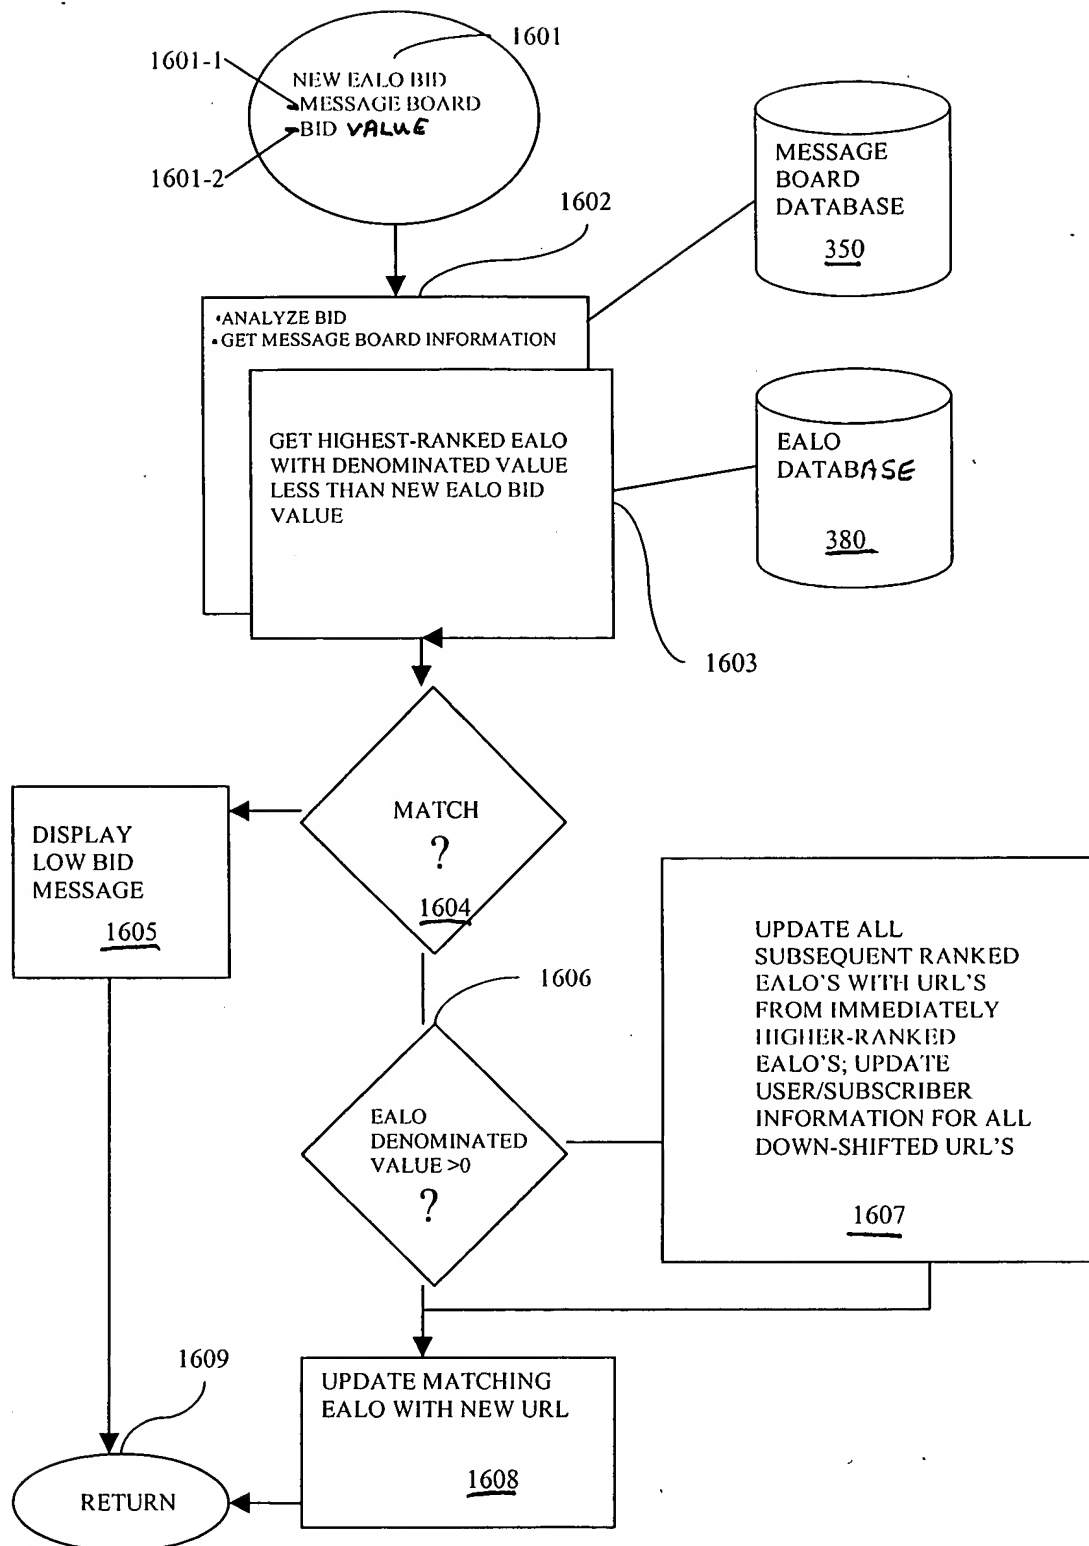 1601
1601-1
NEW EALO BID
-MESSAGE BOARD
-BID VALUE
1601-2
MESSAGE
BOARD
DATABASE
350
1602
•ANALYZE BID
•GET MESSAGE BOARD INFORMATION
GET HIGHEST-RANKED EALO
WITH DENOMINATED VALUE
LESS THAN NEW EALO BID
VALUE
EALO
DATABASE
380
1603
MATCH
?
1604
DISPLAY
LOW BID
MESSAGE
1605
1606
EALO
DENOMINATED
VALUE >0
?
UPDATE ALL
SUBSEQUENT RANKED
EALO'S WITH URL'S
FROM IMMEDIATELY
HIGHER-RANKED
EALO'S; UPDATE
USER/SUBSCRIBER
INFORMATION FOR ALL
DOWN-SHIFTED URL'S
1607
1609
UPDATE MATCHING
EALO WITH NEW URL
1608
RETURN